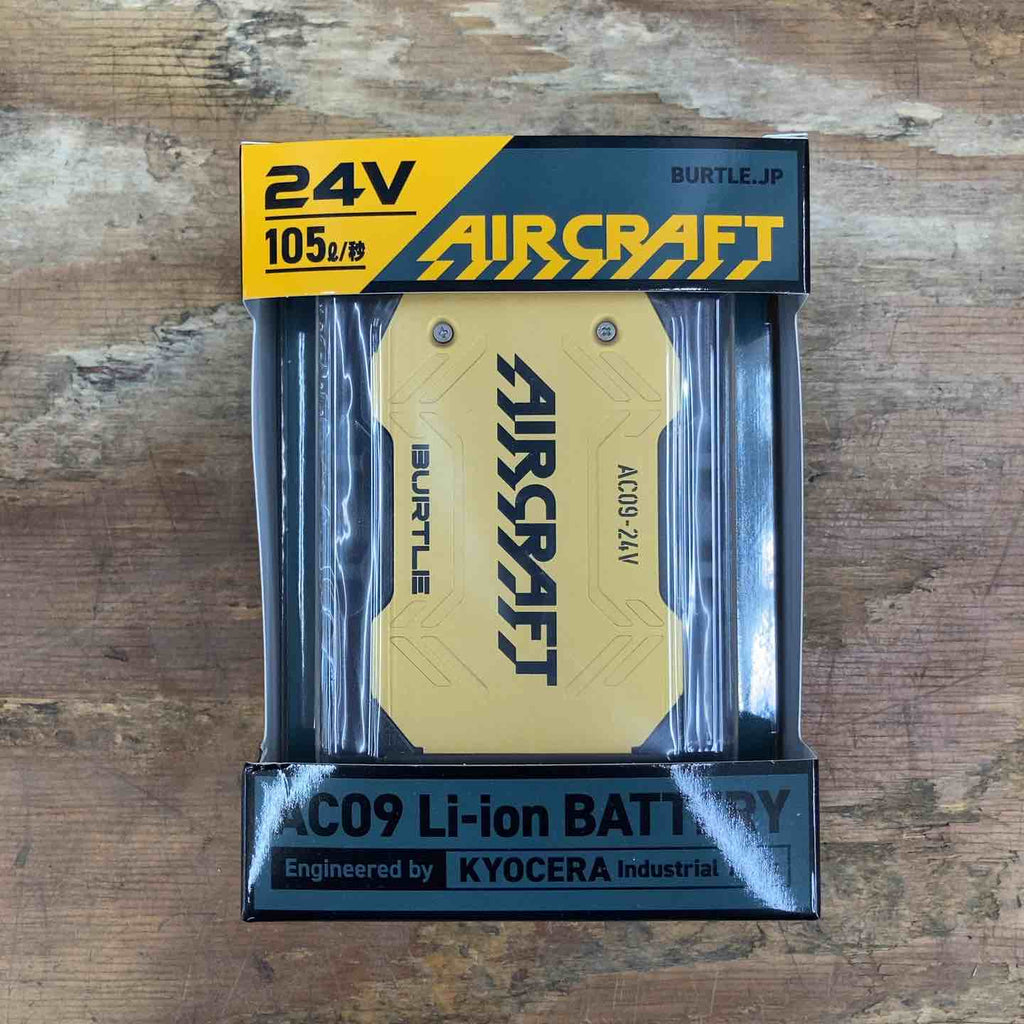 24V
105ℓ/秒
BURTLE.JP
AIRCRAFT
AIRCRAFT
BURTLE
AC09-24V
AC09 Li-ion BATTERY
Engineered by KYOCERA Industrial